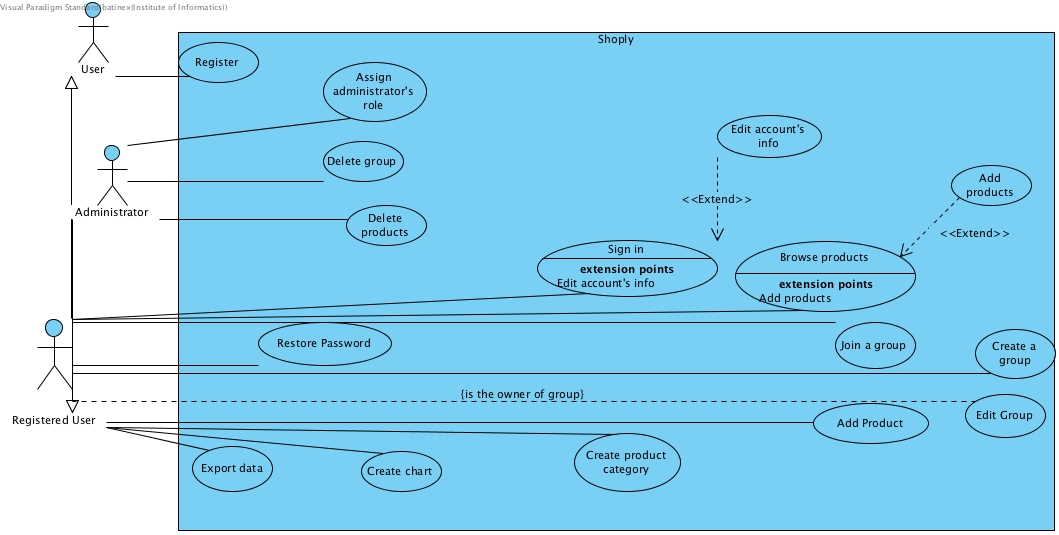 Visual Paradigm Standard(batinex(Institute of Informatics))
Shoply
User
Register
Assign
administrator's
role
Edit account's
info
Delete group
Add
products
<<Extend>>
Administrator
Delete
products
<<Extend>>
Sign in
extension points
Edit account's info
Browse products
extension points
Add products
Restore Password
Join a group
Create a
group
{is the owner of group}
Registered User
Edit Group
Add Product
Export data
Create chart
Create product
category